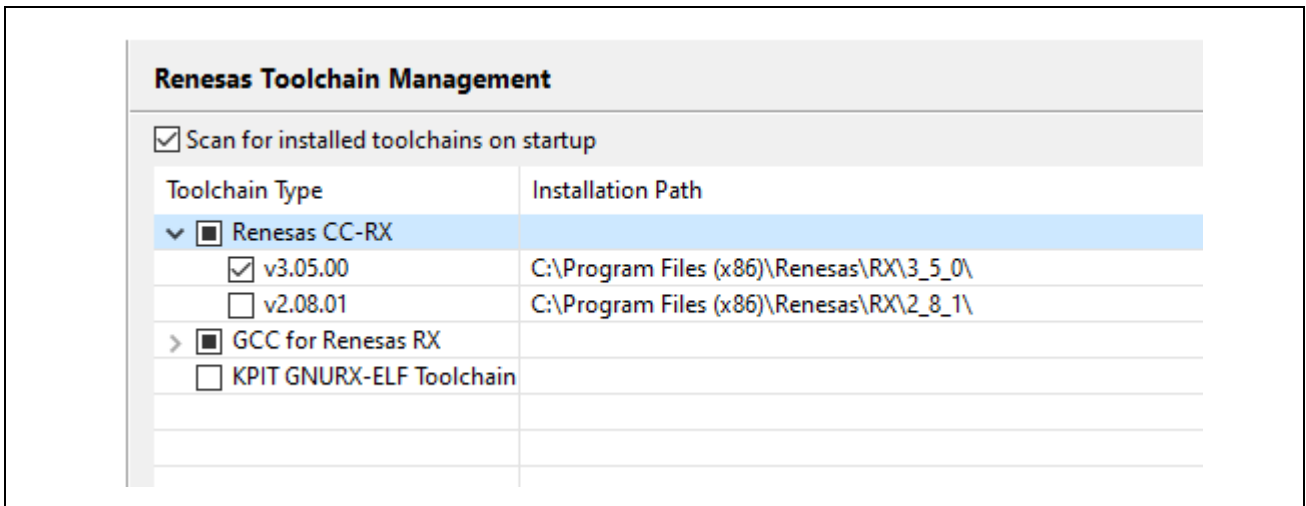 Renesas Toolchain Management
Scan for installed toolchains on startup
Toolchain Type Installation Path
Renesas CC-RX
v3.05.00 C:\Program Files (x86)\Renesas\RX\3_5_0\
v2.08.01 C:\Program Files (x86)\Renesas\RX\2_8_1\
GCC for Renesas RX
KPIT GNURX-ELF Toolchain